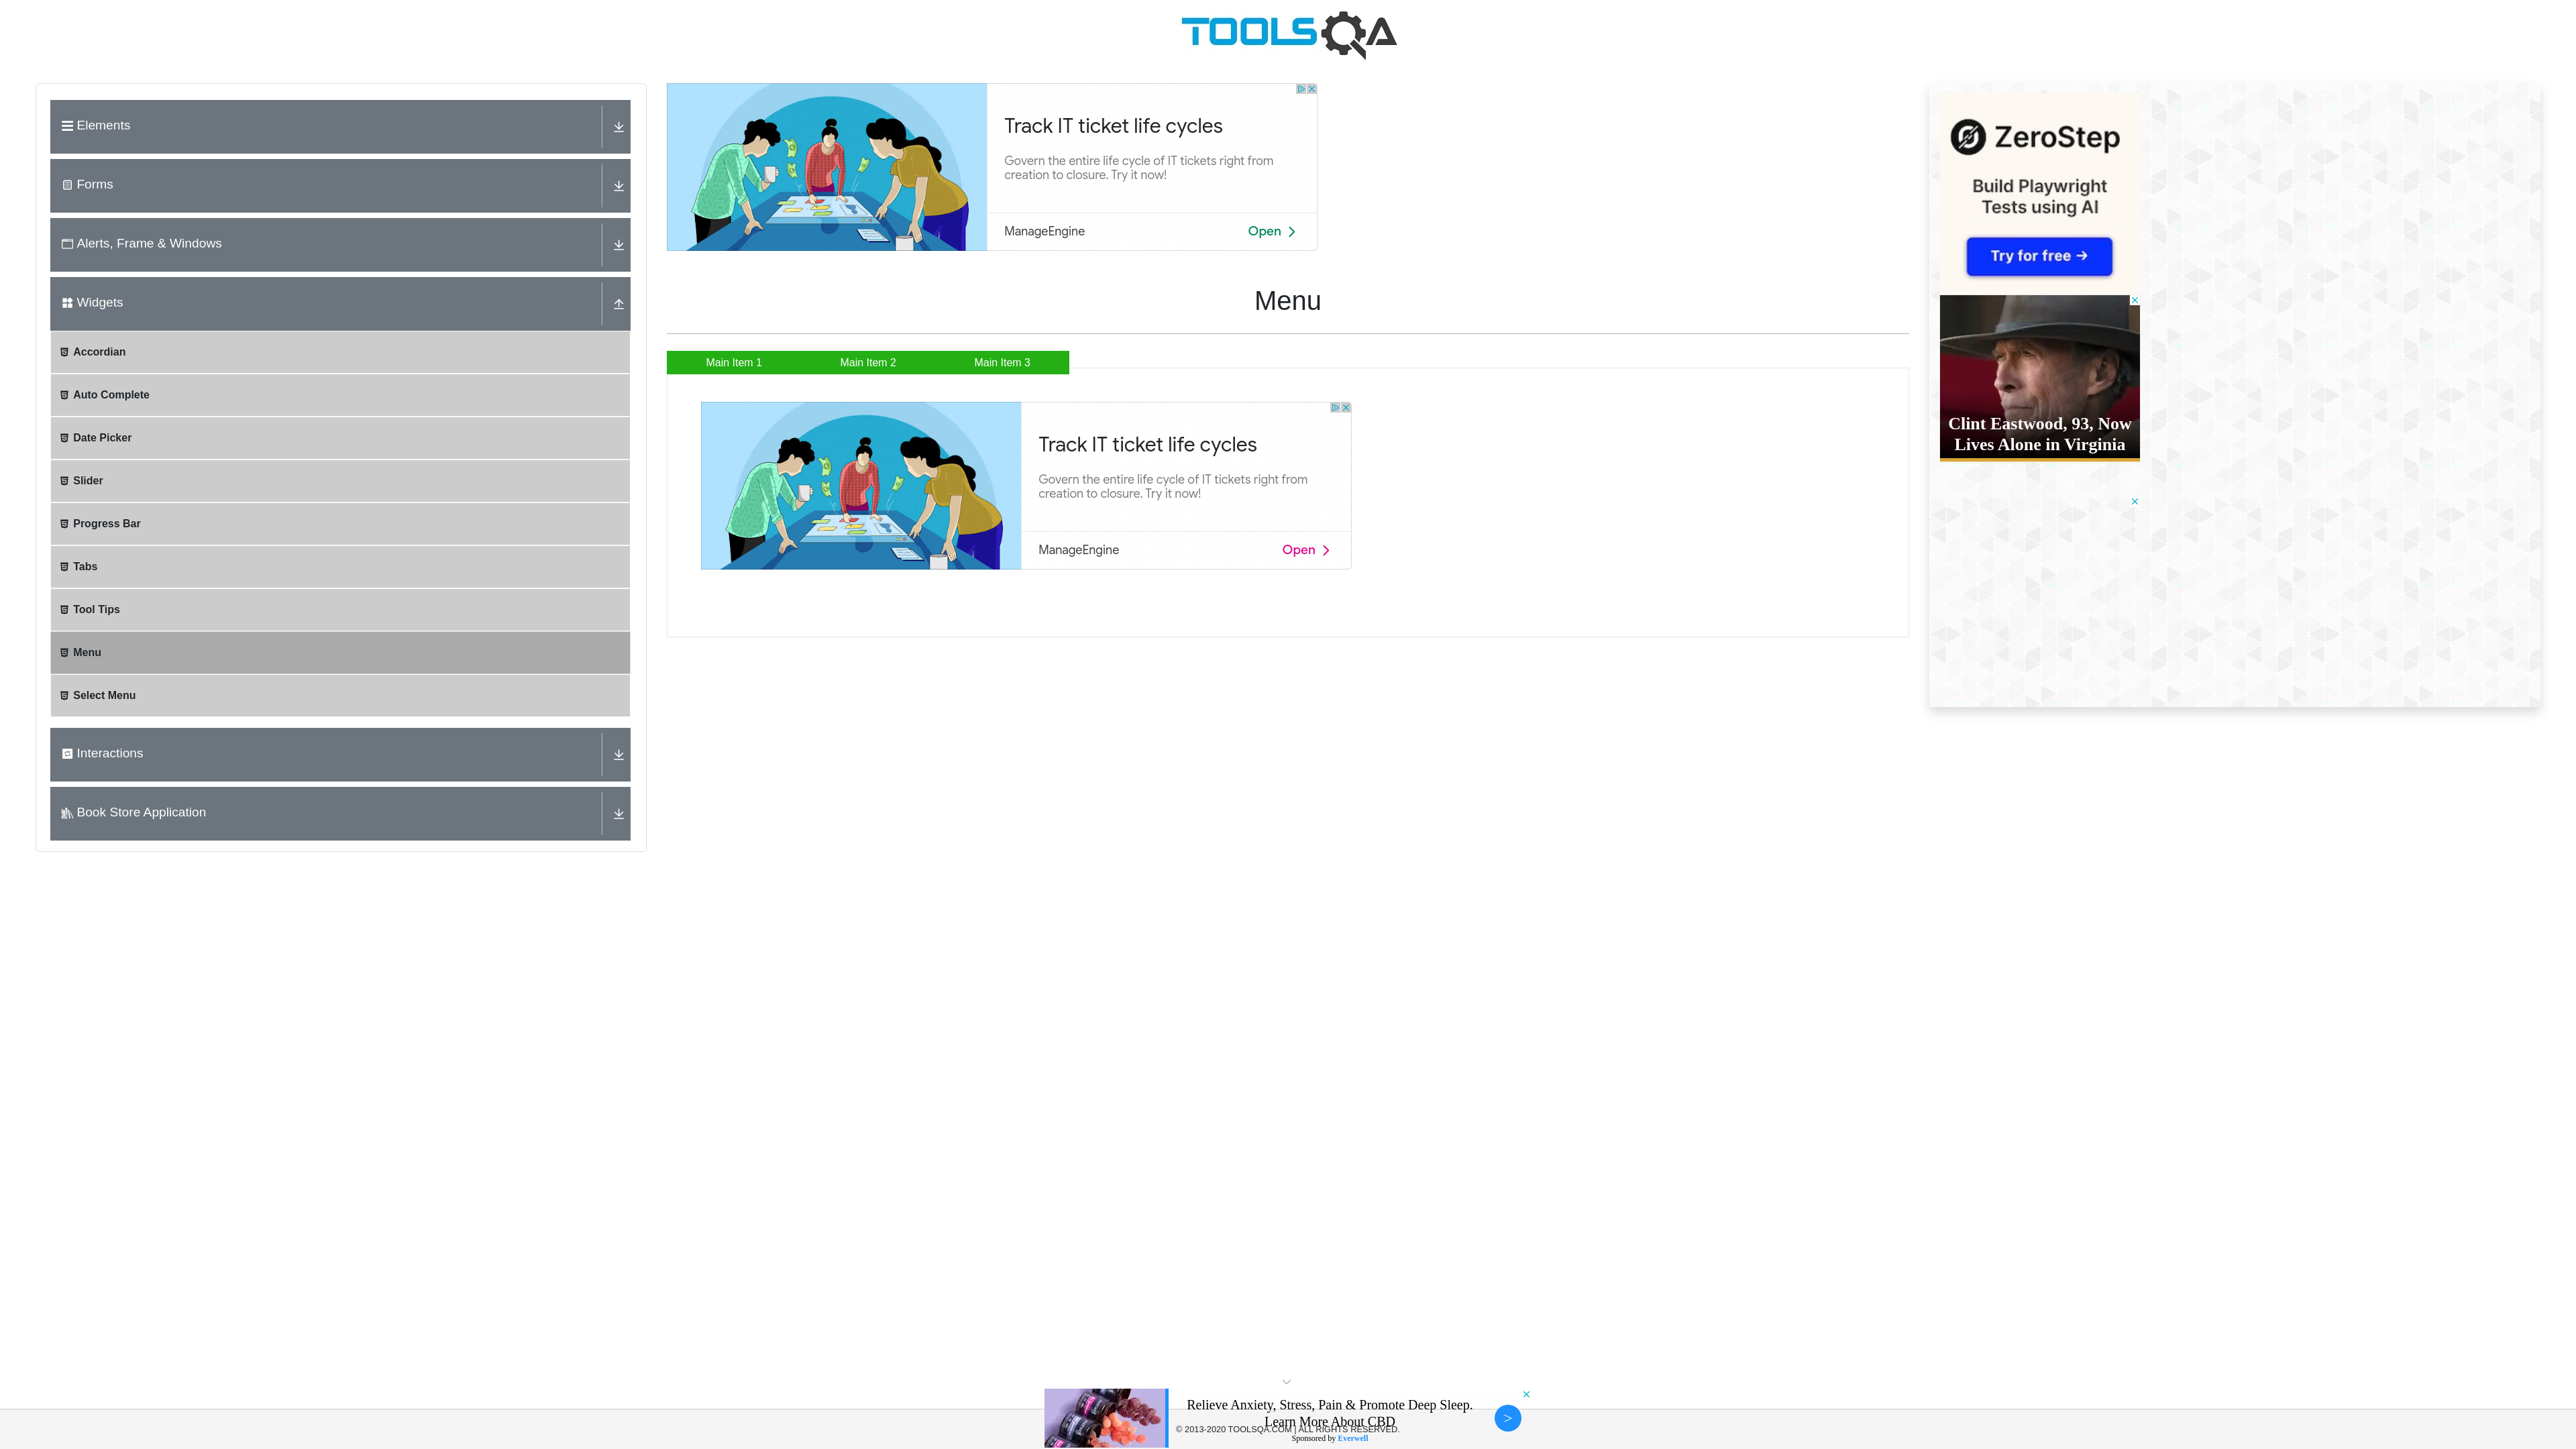 TOOLSQA
Elements
Forms
Alerts, Frame & Windows
Widgets
Accordian
Auto Complete
Date Picker
Slider
Progress Bar
Tabs
Tool Tips
Menu
Select Menu
Interactions
Book Store Application
Track IT ticket life cycles
Govern the entire life cycle of IT tickets right from
creation to closure. Try it now!
ManageEngine
Open
Menu
Main Item 1
Main Item 2
Main Item 3
Track IT ticket life cycles
Govern the entire life cycle of IT tickets right from
creation to closure. Try it now!
ManageEngine
Open
ZeroStep
Build Playwright
Tests using AI
Try for free →
Clint Eastwood, 93, Now
Lives Alone in Virginia
Relieve Anxiety, Stress, Pain & Promote Deep Sleep.
Learn More About CBD
© 2013-2020 TOOLSQA.COM | ALL RIGHTS RESERVED.
Sponsored by Everwell